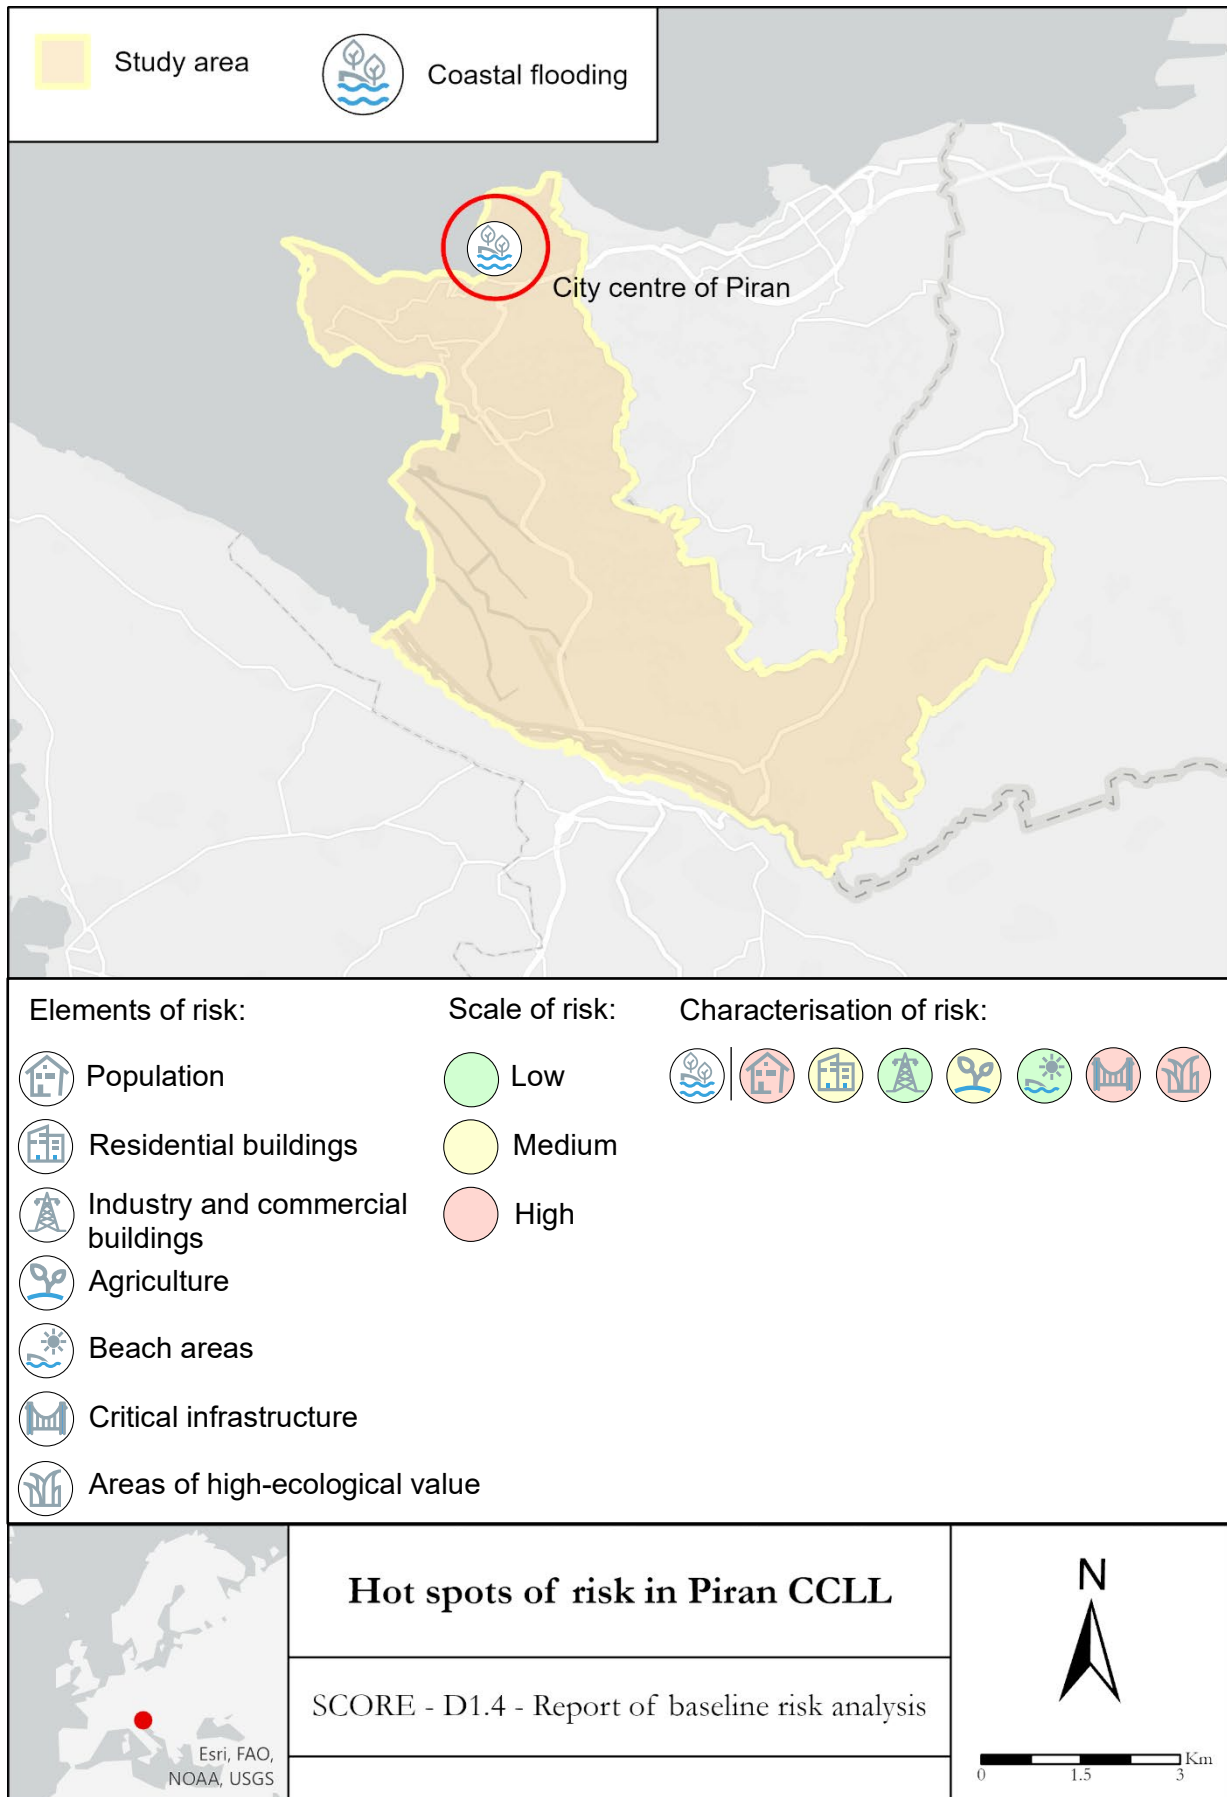 Study area
Coastal flooding
City centre of Piran
Elements of risk:
Population
Residential buildings
Industry and commercial
buildings
Agriculture
Beach areas
Critical infrastructure
Areas of high-ecological value
Scale of risk:
Low
Medium
High
Characterisation of risk:
Esri, FAO,
NOAA, USGS
Hot spots of risk in Piran CCLL
SCORE - D1.4 - Report of baseline risk analysis
N
Km
0 1.5 3